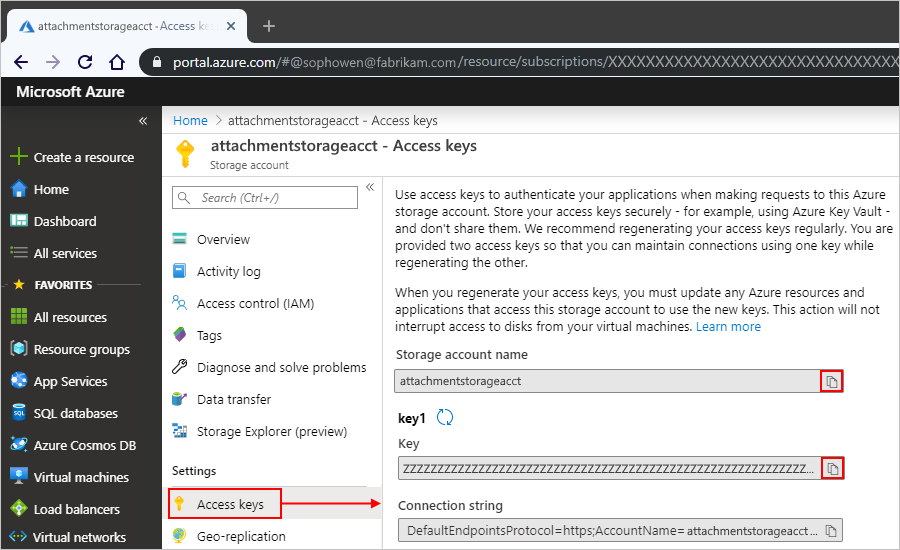 attachmentstorageacct - Access ke
portal.azure.com/#@sophowen@fabrikam.com/resource/subscriptions/XXXXXXXXXXXXXXXXXXXXXXXXXXXXXX
Microsoft Azure
Create a resource
Home
Dashboard
All services
FAVORITES
All resources
Resource groups
App Services
SQL databases
Azure Cosmos DB
Virtual machines
Load balancers
Virtual networks
Home > attachmentstorageacct - Access keys
attachmentstorageacct - Access keys
Storage account
Search (Ctrl+/)
Overview
Activity log
Access control (IAM)
Tags
Diagnose and solve problems
Data transfer
Storage Explorer (preview)
Settings
Access keys
Geo-replication
Use access keys to authenticate your applications when making requests to this Azure
storage account. Store your access keys securely - for example, using Azure Key Vault -
and don't share them. We recommend regenerating your access keys regularly. You are
provided two access keys so that you can maintain connections using one key while
regenerating the other.
When you regenerate your access keys, you must update any Azure resources and
applications that access this storage account to use the new keys. This action will not
interrupt access to disks from your virtual machines. Learn more
Storage account name
attachmentstorageacct
key1
Key
ZZZZZZZZZZZZZZZZZZZZZZZZZZZZZZZZZZZZZZZZZZZZZZZZZZZZZZZZZZ...
Connection string
DefaultEndpointsProtocol=https;AccountName=attachmentstorageacct...